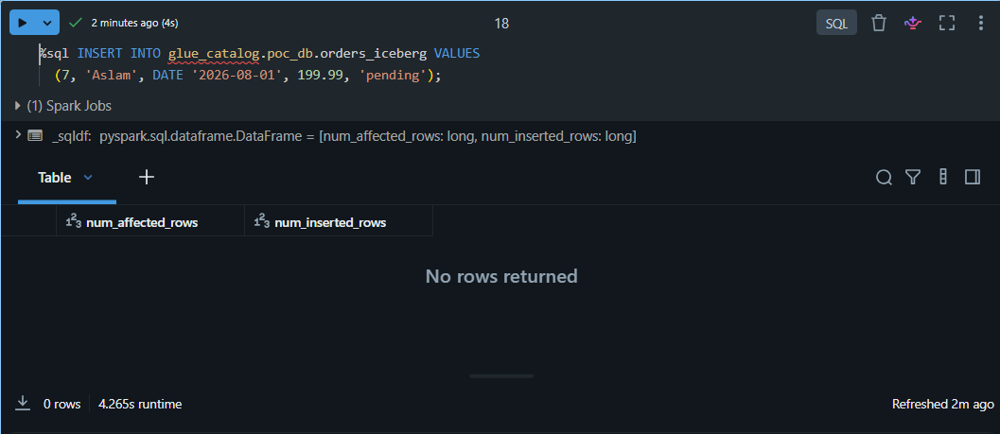 2 minutes ago (4s)
18
SQL
%sql INSERT INTO glue_catalog.poc_db.orders_iceberg VALUES
(7, 'Aslam', DATE '2026-08-01', 199.99, 'pending');
(1) Spark Jobs
_sqldf: pyspark.sql.dataframe.DataFrame = [num_affected_rows: long, num_inserted_rows: long]
Table
123 num_affected_rows 123 num_inserted_rows
No rows returned
0 rows 4.265s runtime
Refreshed 2m ago